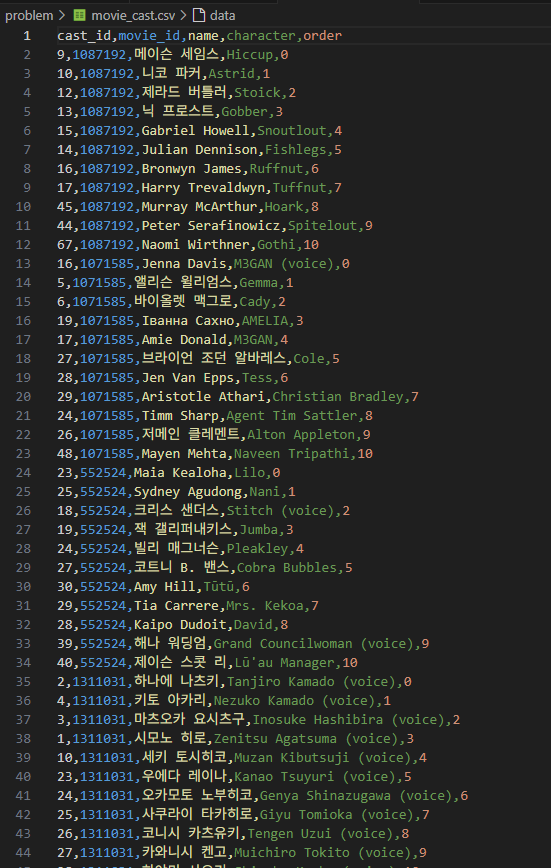 problem > movie_cast.csv > data
1 cast_id,movie_id,name,character,order
2 9,1087192,메이슨 세임스,Hiccup,0
3 10,1087192,니코 파커,Astrid,1
4 12,1087192,제라드 버틀러,Stoick,2
5 13,1087192,닉 프로스트,Gobber,3
6 15,1087192,Gabriel Howell,Snoutlout,4
7 14,1087192,Julian Dennison,Fishlegs,5
8 16,1087192,Bronwyn James,Ruffnut,6
9 17,1087192,Harry Trevaldwyn,Tuffnut,7
10 45,1087192,Murray McArthur,Hoark,8
11 44,1087192,Peter Serafinowicz,Spitelout,9
12 67,1087192,Naomi Wirthner,Gothi,10
13 16,1071585,Jenna Davis,M3GAN (voice),0
14 5,1071585,앨리슨 윌리엄스,Gemma,1
15 6,1071585,바이올렛 맥그로,Cady,2
16 19,1071585,Іванна Сахно,AMELIA,3
17 17,1071585,Amie Donald,M3GAN,4
18 27,1071585,브라이언 조던 알바레스,Cole,5
19 28,1071585,Jen Van Epps,Tess,6
20 29,1071585,Aristotle Athari,Christian Bradley,7
21 24,1071585,Timm Sharp,Agent Tim Sattler,8
22 26,1071585,저메인 클레멘트,Alton Appleton,9
23 48,1071585,Mayen Mehta,Naveen Tripathi,10
24 23,552524,Maia Kealoha,Lilo,0
25 25,552524,Sydney Agudong,Nani,1
26 18,552524,크리스 샌더스,Stitch (voice),2
27 19,552524,잭 갤리퍼내키스,Jumba,3
28 24,552524,빌리 매그너슨,Pleakley,4
29 27,552524,코트니 B. 밴스,Cobra Bubbles,5
30 30,552524,Amy Hill,Tūtū,6
31 29,552524,Tia Carrere,Mrs. Kekoa,7
32 28,552524,Kaipo Dudoit,David,8
33 39,552524,해나 워딩엄,Grand Councilwoman (voice),9
34 40,552524,제이슨 스콧 리,Lūʻau Manager,10
35 2,1311031,하나에 나츠키,Tanjiro Kamado (voice),0
36 4,1311031,키토 아카리,Nezuko Kamado (voice),1
37 3,1311031,마츠오카 요시츠구,Inosuke Hashibira (voice),2
38 1,1311031,시모노 히로,Zenitsu Agatsuma (voice),3
39 10,1311031,세키 토시히코,Muzan Kibutsuji (voice),4
40 23,1311031,우에다 레이나,Kanao Tsuyuri (voice),5
41 24,1311031,오카모토 노부히코,Genya Shinazugawa (voice),6
42 25,1311031,사쿠라이 타카히로,Giyu Tomioka (voice),7
43 26,1311031,코니시 카츠유키,Tengen Uzui (voice),8
44 27,1311031,카와니시 켄고,Muichiro Tokito (voice),9